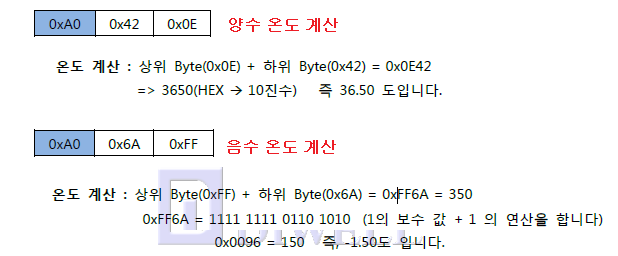 0xA0 0x42 0x0E 양수 온도 계산
온도 계산 : 상위 Byte(0x0E) + 하위 Byte(0x42) = 0x0E42
=> 3650(HEX → 10진수) 즉 36.50 도입니다.
0xA0 0x6A 0xFF 음수 온도 계산
온도 계산 : 상위 Byte(0xFF) + 하위 Byte(0x6A) = 0xFF6A = 350
0xFF6A = 1111 1111 0110 1010 (1의 보수 값 + 1 의 연산을 합니다)
0x0096 = 150 즉, -1.50도 입니다.